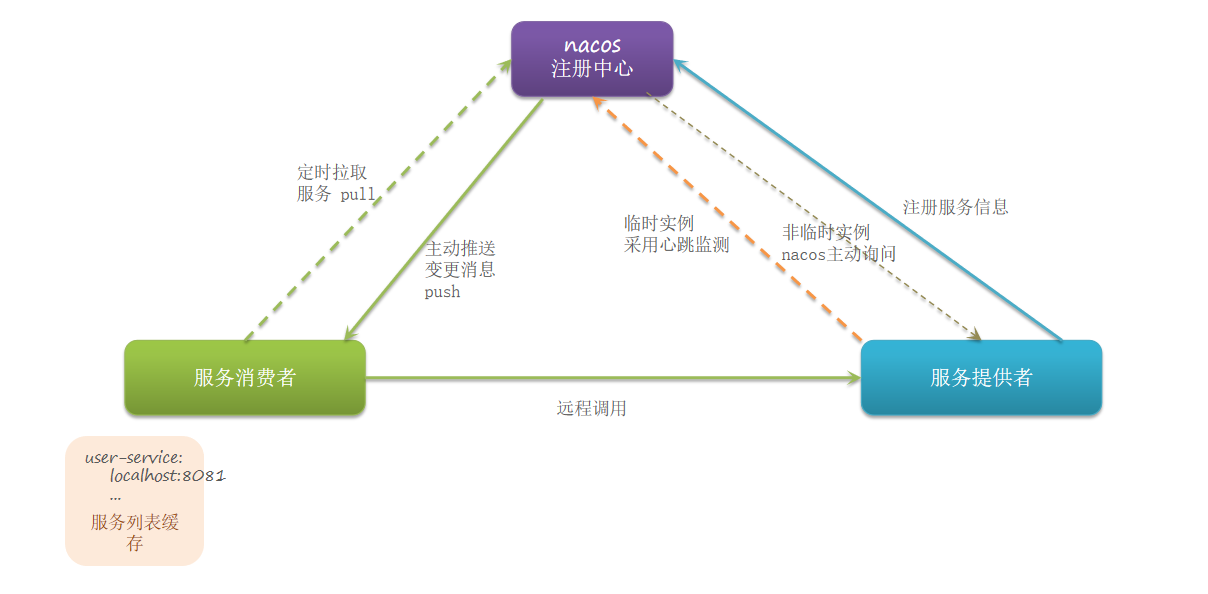 nacos
注册中心
定时拉取
服务 pull
主动推送
变更消息
push
临时实例
采用心跳监测
非临时实例
nacos主动询问
注册服务信息
服务消费者
远程调用
服务提供者
user-service:
localhost:8081
...
服务列表缓
存